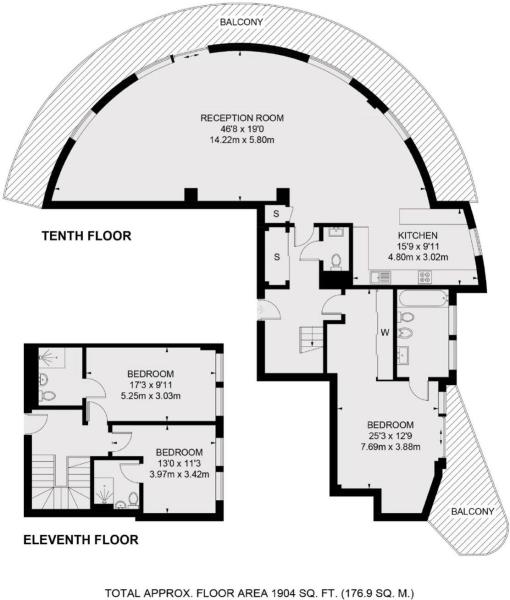 BALCONY
RECEPTION ROOM
46'8 x 19'0
14.22m x 5.80m
S
TENTH FLOOR
KITCHEN
15'9 x 9'11
4.80m x 3.02m
S
W
BEDROOM
17'3 x 9'11
5.25m x 3.03m
BEDROOM
25'3 x 12'9
7.69m x 3.88m
BEDROOM
13'0 x 11'3
3.97m x 3.42m
BALCONY
ELEVENTH FLOOR
TOTAL APPROX. FLOOR AREA 1904 SQ. FT. (176.9 SQ. M.)